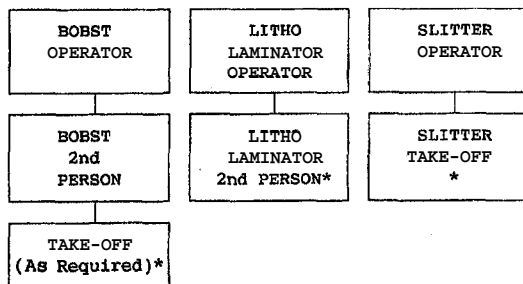 BOBST
OPERATOR
LITHO
LAMINATOR
OPERATOR
SLITTER
OPERATOR
BOBST
2nd
PERSON
LITHO
LAMINATOR
2nd PERSON*
SLITTER
TAKE-OFF
*
TAKE-OFF
(As Required)*